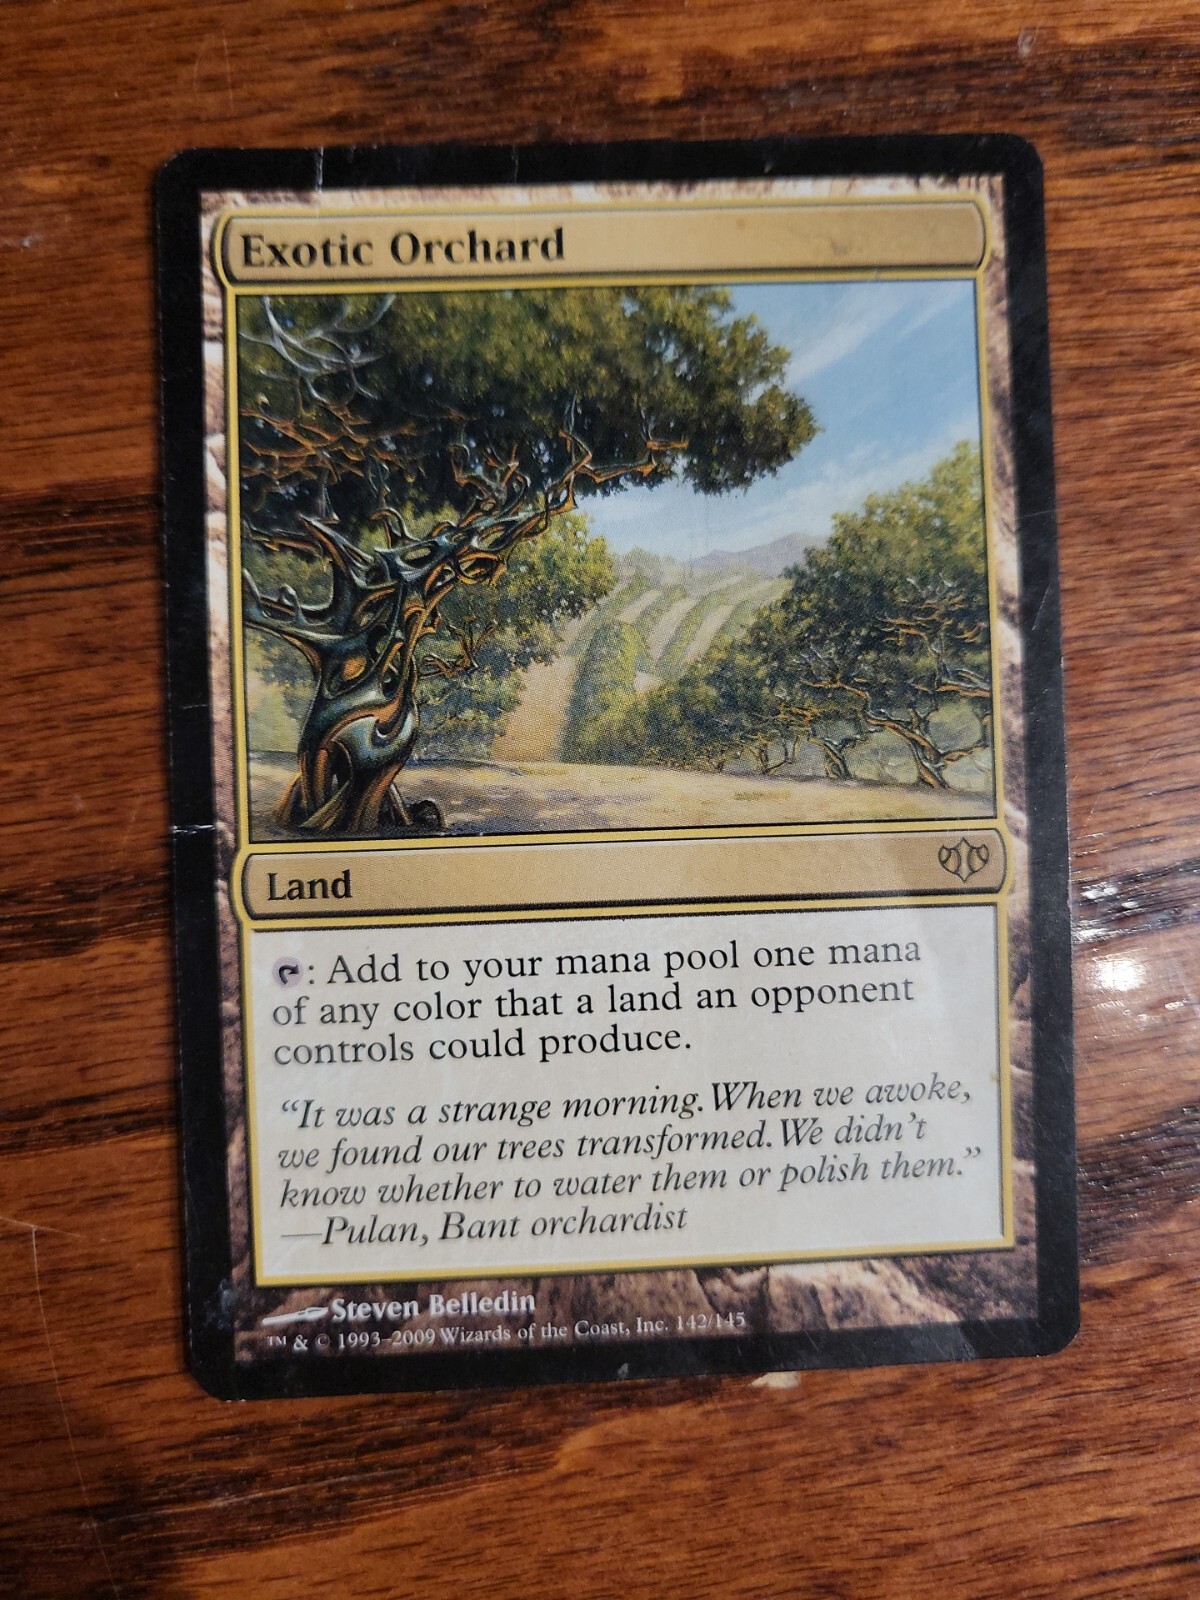 Exotic Orchard
Land
: Add to your mana pool one mana
of any color that a land an opponent
controls could produce.
“It was a strange morning. When we awoke,
we found our trees transformed. We didn’t
know whether to water them or polish them.”
—Pulan, Bant orchardist
Steven Belledin
™ & © 1993–2009 Wizards of the Coast, Inc. 142/145